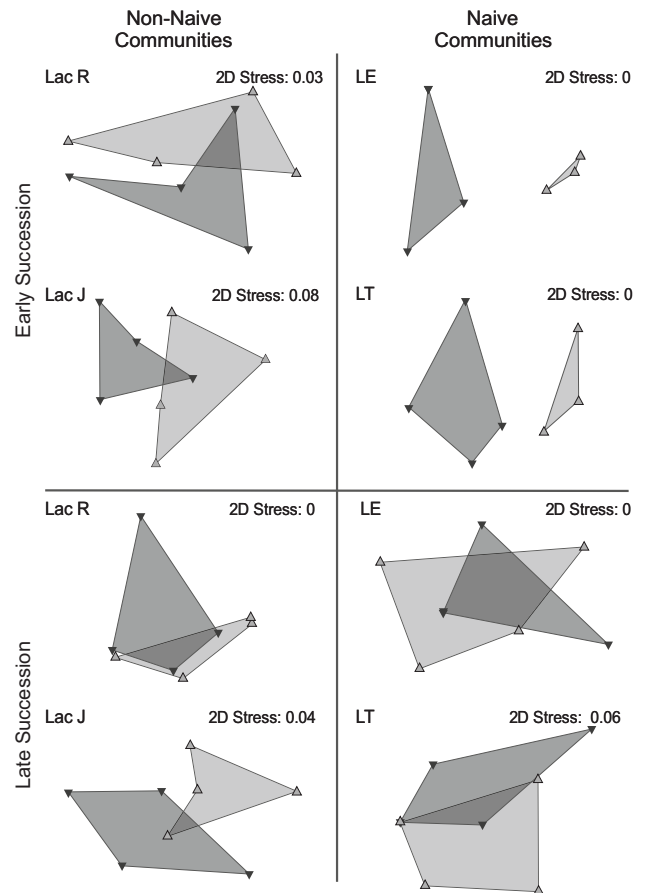 Non-Naive
Communities
Naive
Communities
Early Succession
Lac R
2D Stress: 0.03
LE
2D Stress: 0
Lac J
2D Stress: 0.08
LT
2D Stress: 0
Late Succession
Lac R
2D Stress: 0
LE
2D Stress: 0
Lac J
2D Stress: 0.04
LT
2D Stress: 0.06